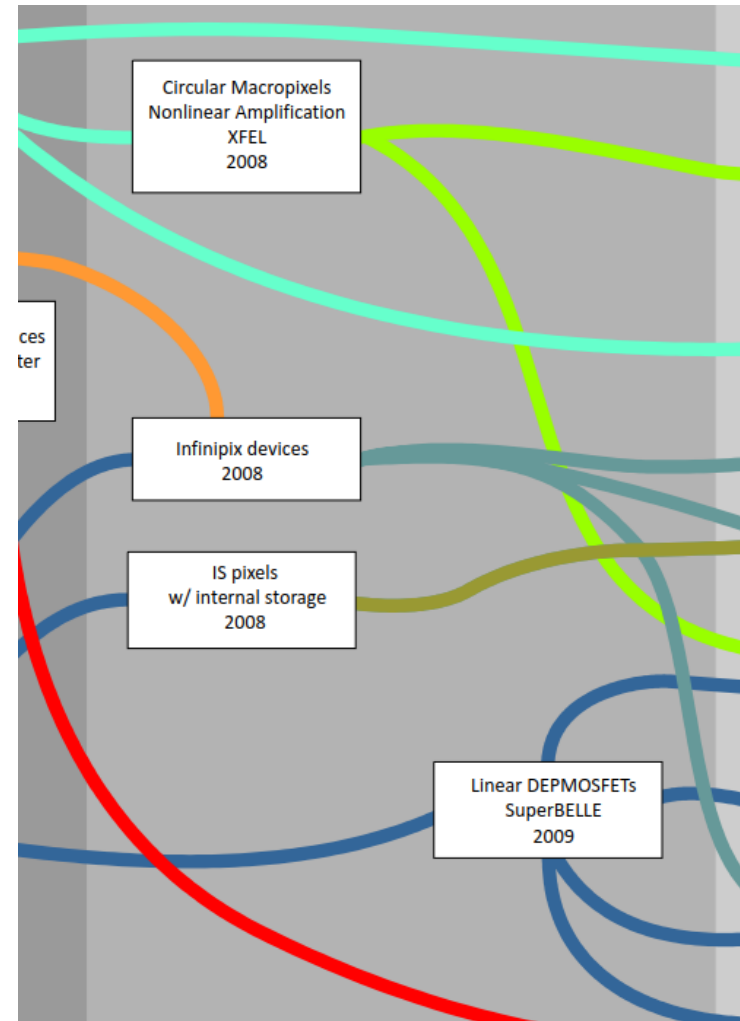 Circular Macropixels
Nonlinear Amplification
XFEL
2008
ces
ter
Infinipix devices
2008
IS pixels
w/ internal storage
2008
Linear DEPMOSFETs
SuperBELLE
2009